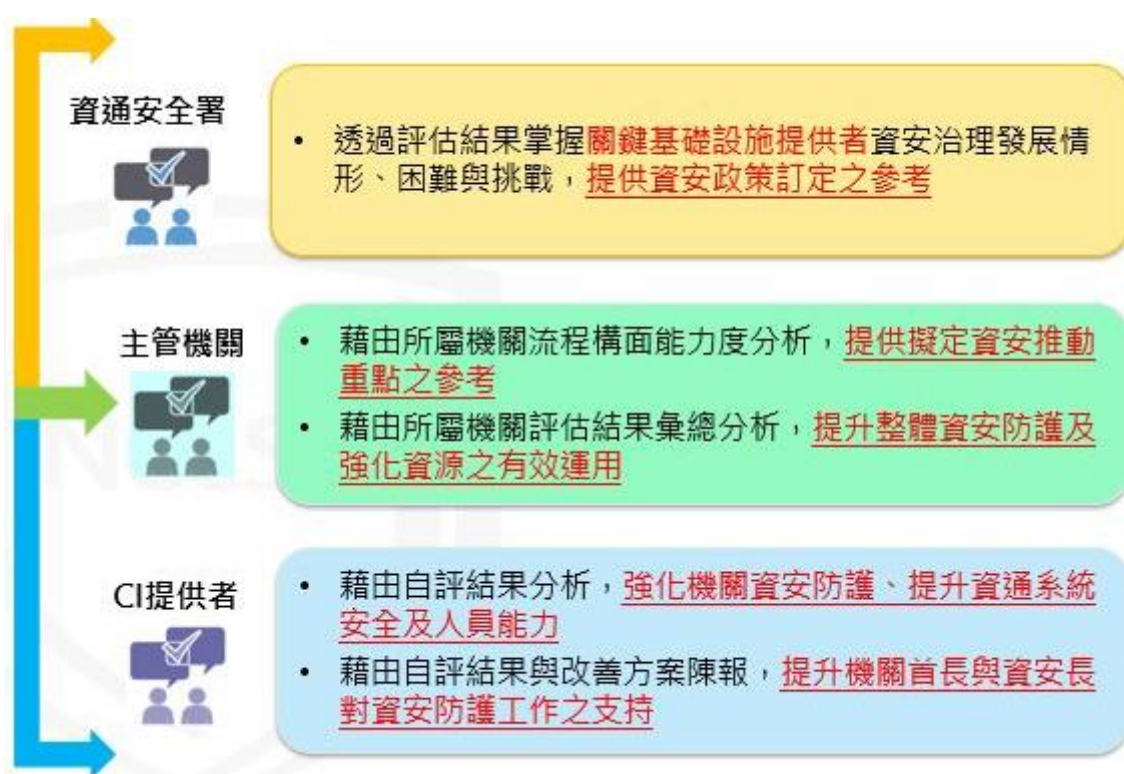 資通安全署
• 透過評估結果掌握關鍵基礎設施提供者資安治理發展情
形、困難與挑戰，提供資安政策訂定之參考
主管機關
• 藉由所屬機關流程構面能力度分析，提供擬定資安推動
重點之參考
• 藉由所屬機關評估結果彙總分析，提升整體資安防護及
強化資源之有效運用
CI提供者
• 藉由自評結果分析，強化機關資安防護、提升資通系統
安全及人員能力
• 藉由自評結果與改善方案陳報，提升機關首長與資安長
對資安防護工作之支持